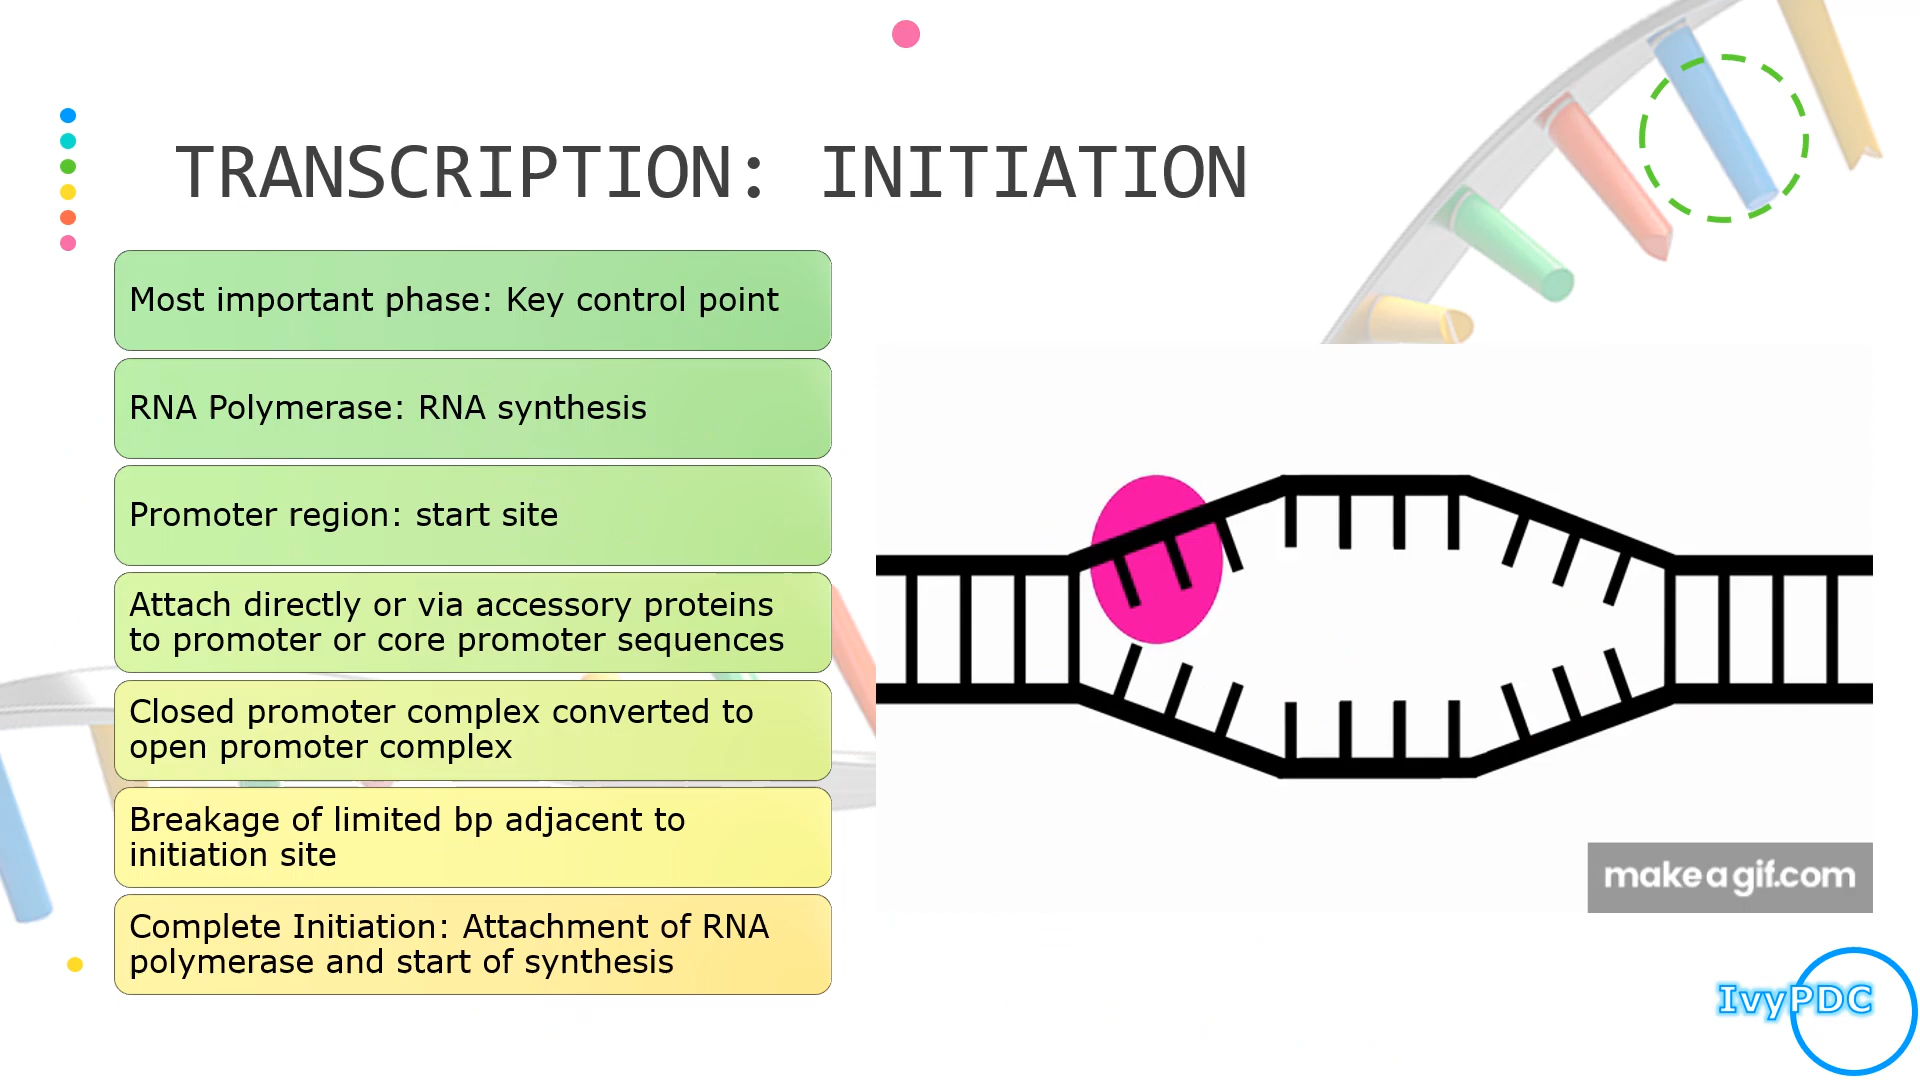 TRANSCRIPTION: INITIATION
Most important phase: Key control point
RNA Polymerase: RNA synthesis
Promoter region: start site
Attach directly or via accessory proteins
to promoter or core promoter sequences
Closed promoter complex converted to
open promoter complex
Breakage of limited bp adjacent to
initiation site
Complete Initiation: Attachment of RNA
polymerase and start of synthesis
makeagif.com
IvyPDC